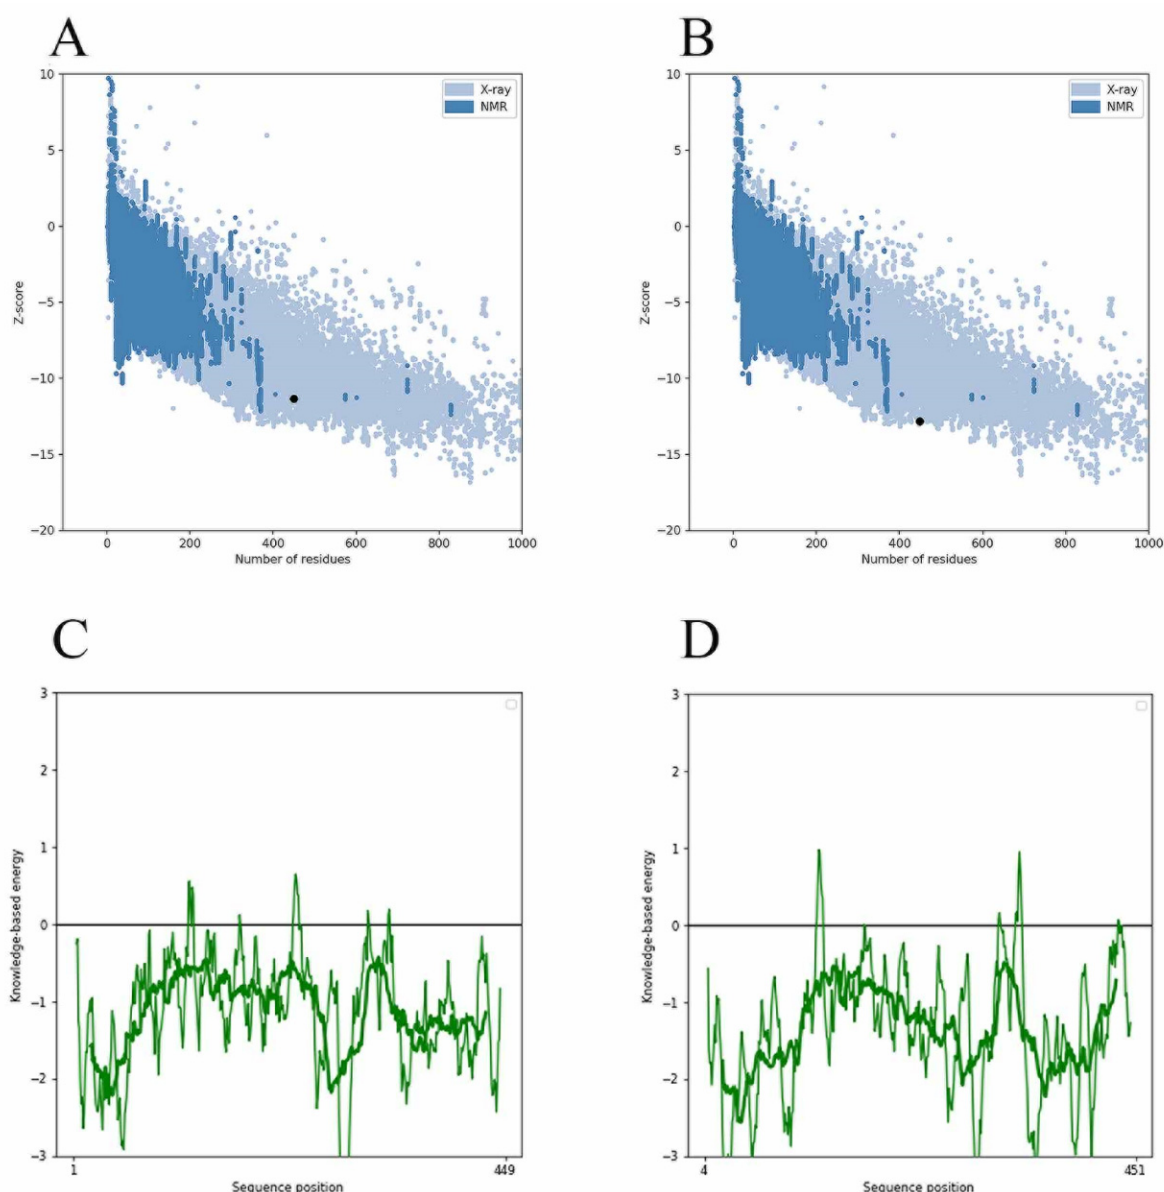 A
B
10
5
0
−5
−10
−15
−20
Z-score
X-ray
NMR
0
200
400
600
800
1000
Number of residues
10
5
0
−5
−10
−15
−20
Z-score
X-ray
NMR
0
200
400
600
800
1000
Number of residues
C
D
3
2
1
0
−1
−2
−3
Knowledge-based energy
1
449
Sequence position
3
2
1
0
−1
−2
−3
Knowledge-based energy
4
451
Sequence position